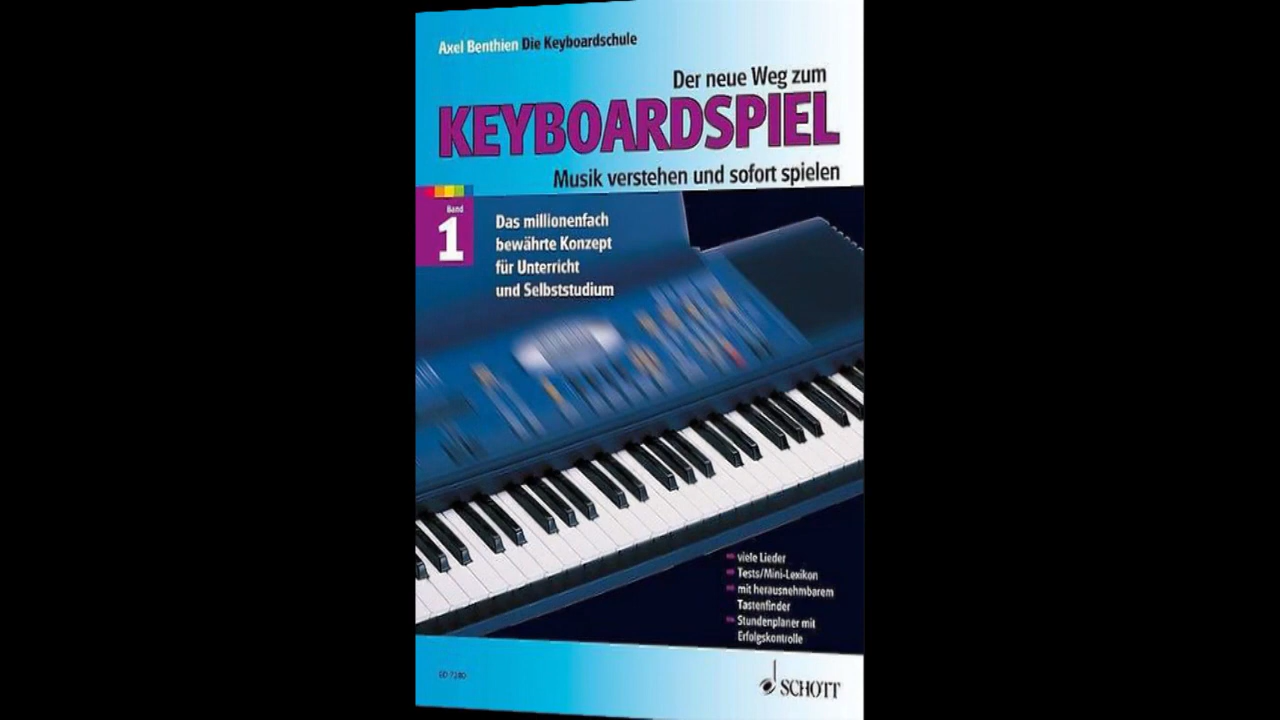 Axel Benthien Die Keyboardschule
Der neue Weg zum
KEYBOARDSPIEL
Musik verstehen und sofort spielen
Band
1
Das millionenfach
bewährte Konzept
für Unterricht
und Selbststudium
viele Lieder
Tests/Mini-Lexikon
mit herausnehmbarem
Tastenfinder
Stundenplaner mit
Erfolgskontrolle
SCHOTT